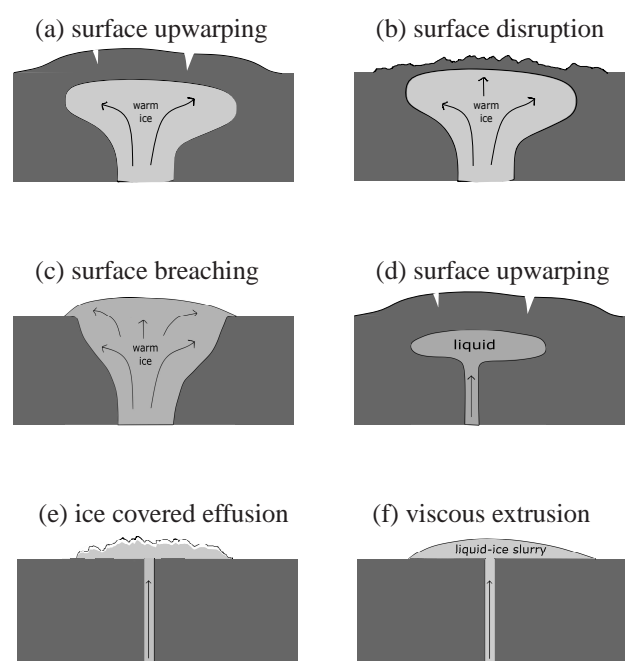 (a) surface upwarping
(b) surface disruption
warm
ice
warm
ice
(c) surface breaching
(d) surface upwarping
warm
ice
liquid
(e) ice covered effusion
(f) viscous extrusion
liquid-ice slurry